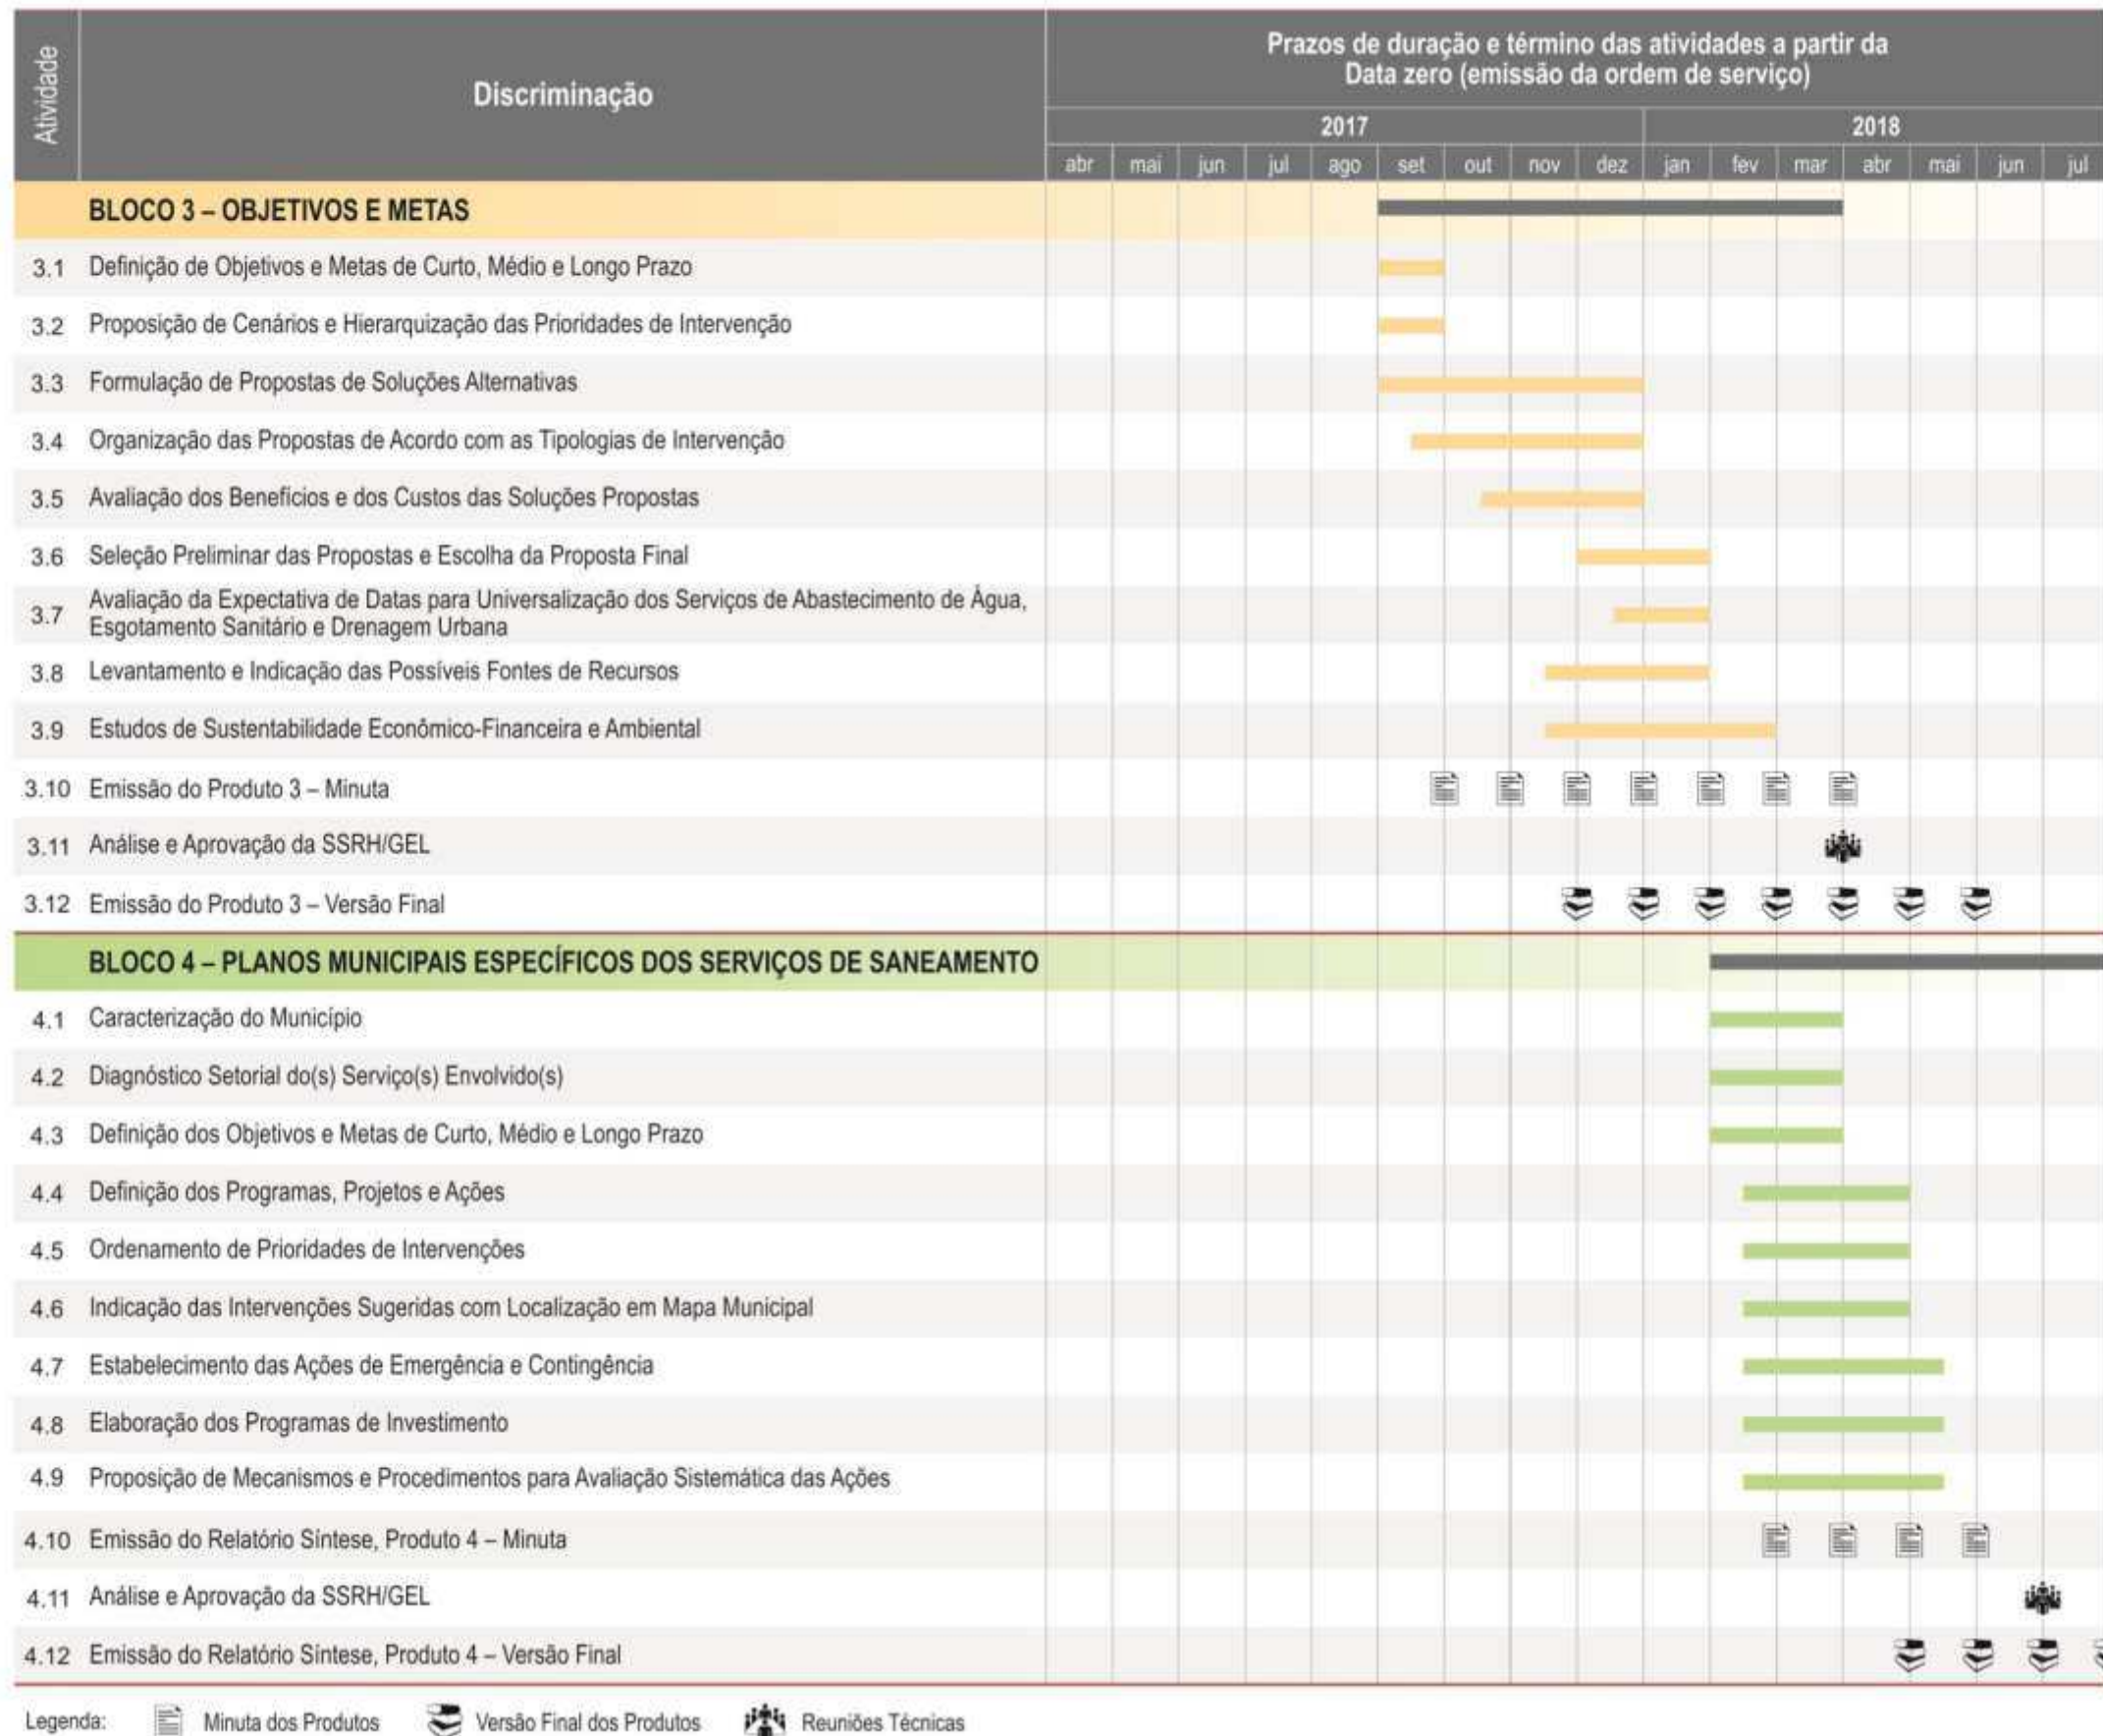 Atividade
Discriminação
Prazos de duração e término das atividades a partir da
Data zero (emissão da ordem de serviço)
2017 2018
abr mai jun jul ago set out nov dez jan fev mar abr mai jun jul
BLOCO 3 – OBJETIVOS E METAS
3.1 Definição de Objetivos e Metas de Curto, Médio e Longo Prazo
3.2 Proposição de Cenários e Hierarquização das Prioridades de Intervenção
3.3 Formulação de Propostas de Soluções Alternativas
3.4 Organização das Propostas de Acordo com as Tipologias de Intervenção
3.5 Avaliação dos Benefícios e dos Custos das Soluções Propostas
3.6 Seleção Preliminar das Propostas e Escolha da Proposta Final
3.7 Avaliação da Expectativa de Datas para Universalização dos Serviços de Abastecimento de Água,
Esgotamento Sanitário e Drenagem Urbana
3.8 Levantamento e Indicação das Possíveis Fontes de Recursos
3.9 Estudos de Sustentabilidade Econômico-Financeira e Ambiental
3.10 Emissão do Produto 3 – Minuta
3.11 Análise e Aprovação da SSRH/GEL
3.12 Emissão do Produto 3 – Versão Final
BLOCO 4 – PLANOS MUNICIPAIS ESPECÍFICOS DOS SERVIÇOS DE SANEAMENTO
4.1 Caracterização do Município
4.2 Diagnóstico Setorial do(s) Serviço(s) Envolvido(s)
4.3 Definição dos Objetivos e Metas de Curto, Médio e Longo Prazo
4.4 Definição dos Programas, Projetos e Ações
4.5 Ordenamento de Prioridades de Intervenções
4.6 Indicação das Intervenções Sugeridas com Localização em Mapa Municipal
4.7 Estabelecimento das Ações de Emergência e Contingência
4.8 Elaboração dos Programas de Investimento
4.9 Proposição de Mecanismos e Procedimentos para Avaliação Sistemática das Ações
4.10 Emissão do Relatório Síntese, Produto 4 – Minuta
4.11 Análise e Aprovação da SSRH/GEL
4.12 Emissão do Relatório Síntese, Produto 4 – Versão Final
Legenda: Minuta dos Produtos Versão Final dos Produtos Reuniões Técnicas